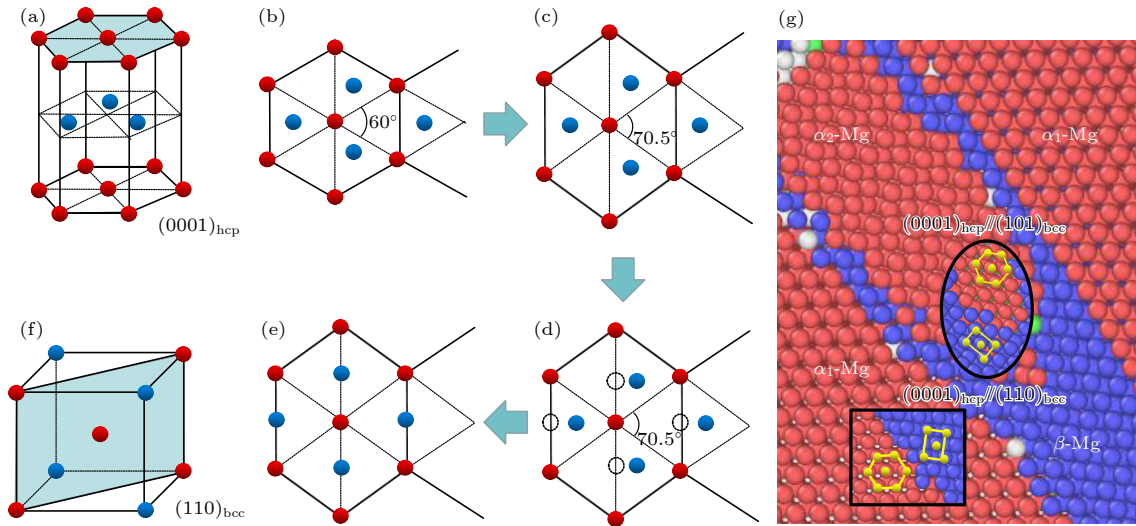 (a)
(0001)hcp
(b)
60°
(c)
70.5°
(f)
(110)bcc
(e)
(d)
70.5°
(g)
α₂-Mg
α₁-Mg
(0001)hcp//(101)bcc
α₁-Mg
(0001)hcp//(110)bcc
β-Mg